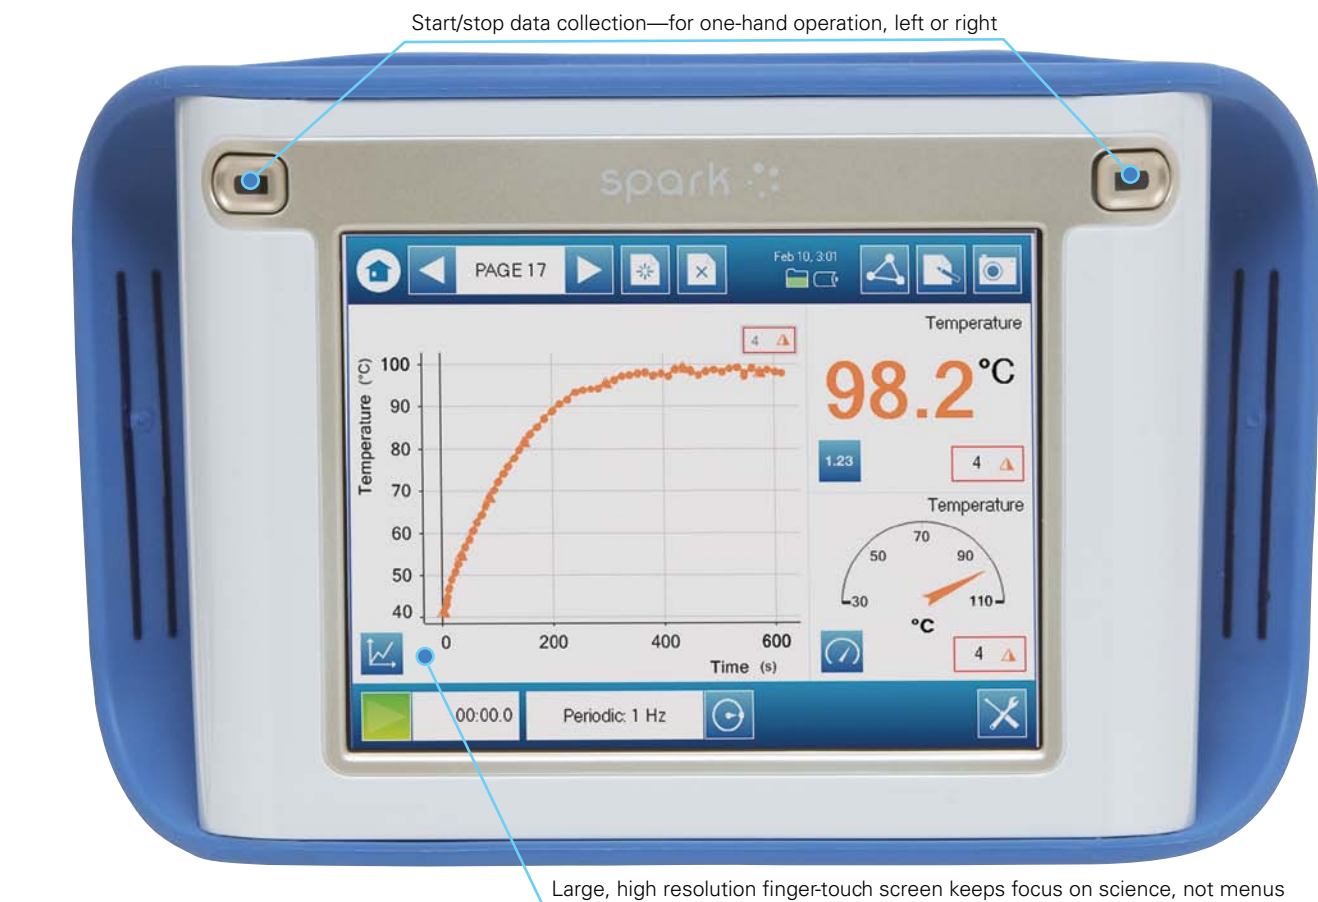 Start/stop data collection—for one-hand operation, left or right
spark
PAGE 17
Feb 10, 3:01
Temperature
98.2 °C
1.23
4
Temperature (°C)
4
100
90
80
70
60
50
40
0 200 400 600
Time (s)
Temperature
70
50 90
30 110
°C
4
00:00.0
Periodic: 1 Hz
Large, high resolution finger-touch screen keeps focus on science, not menus